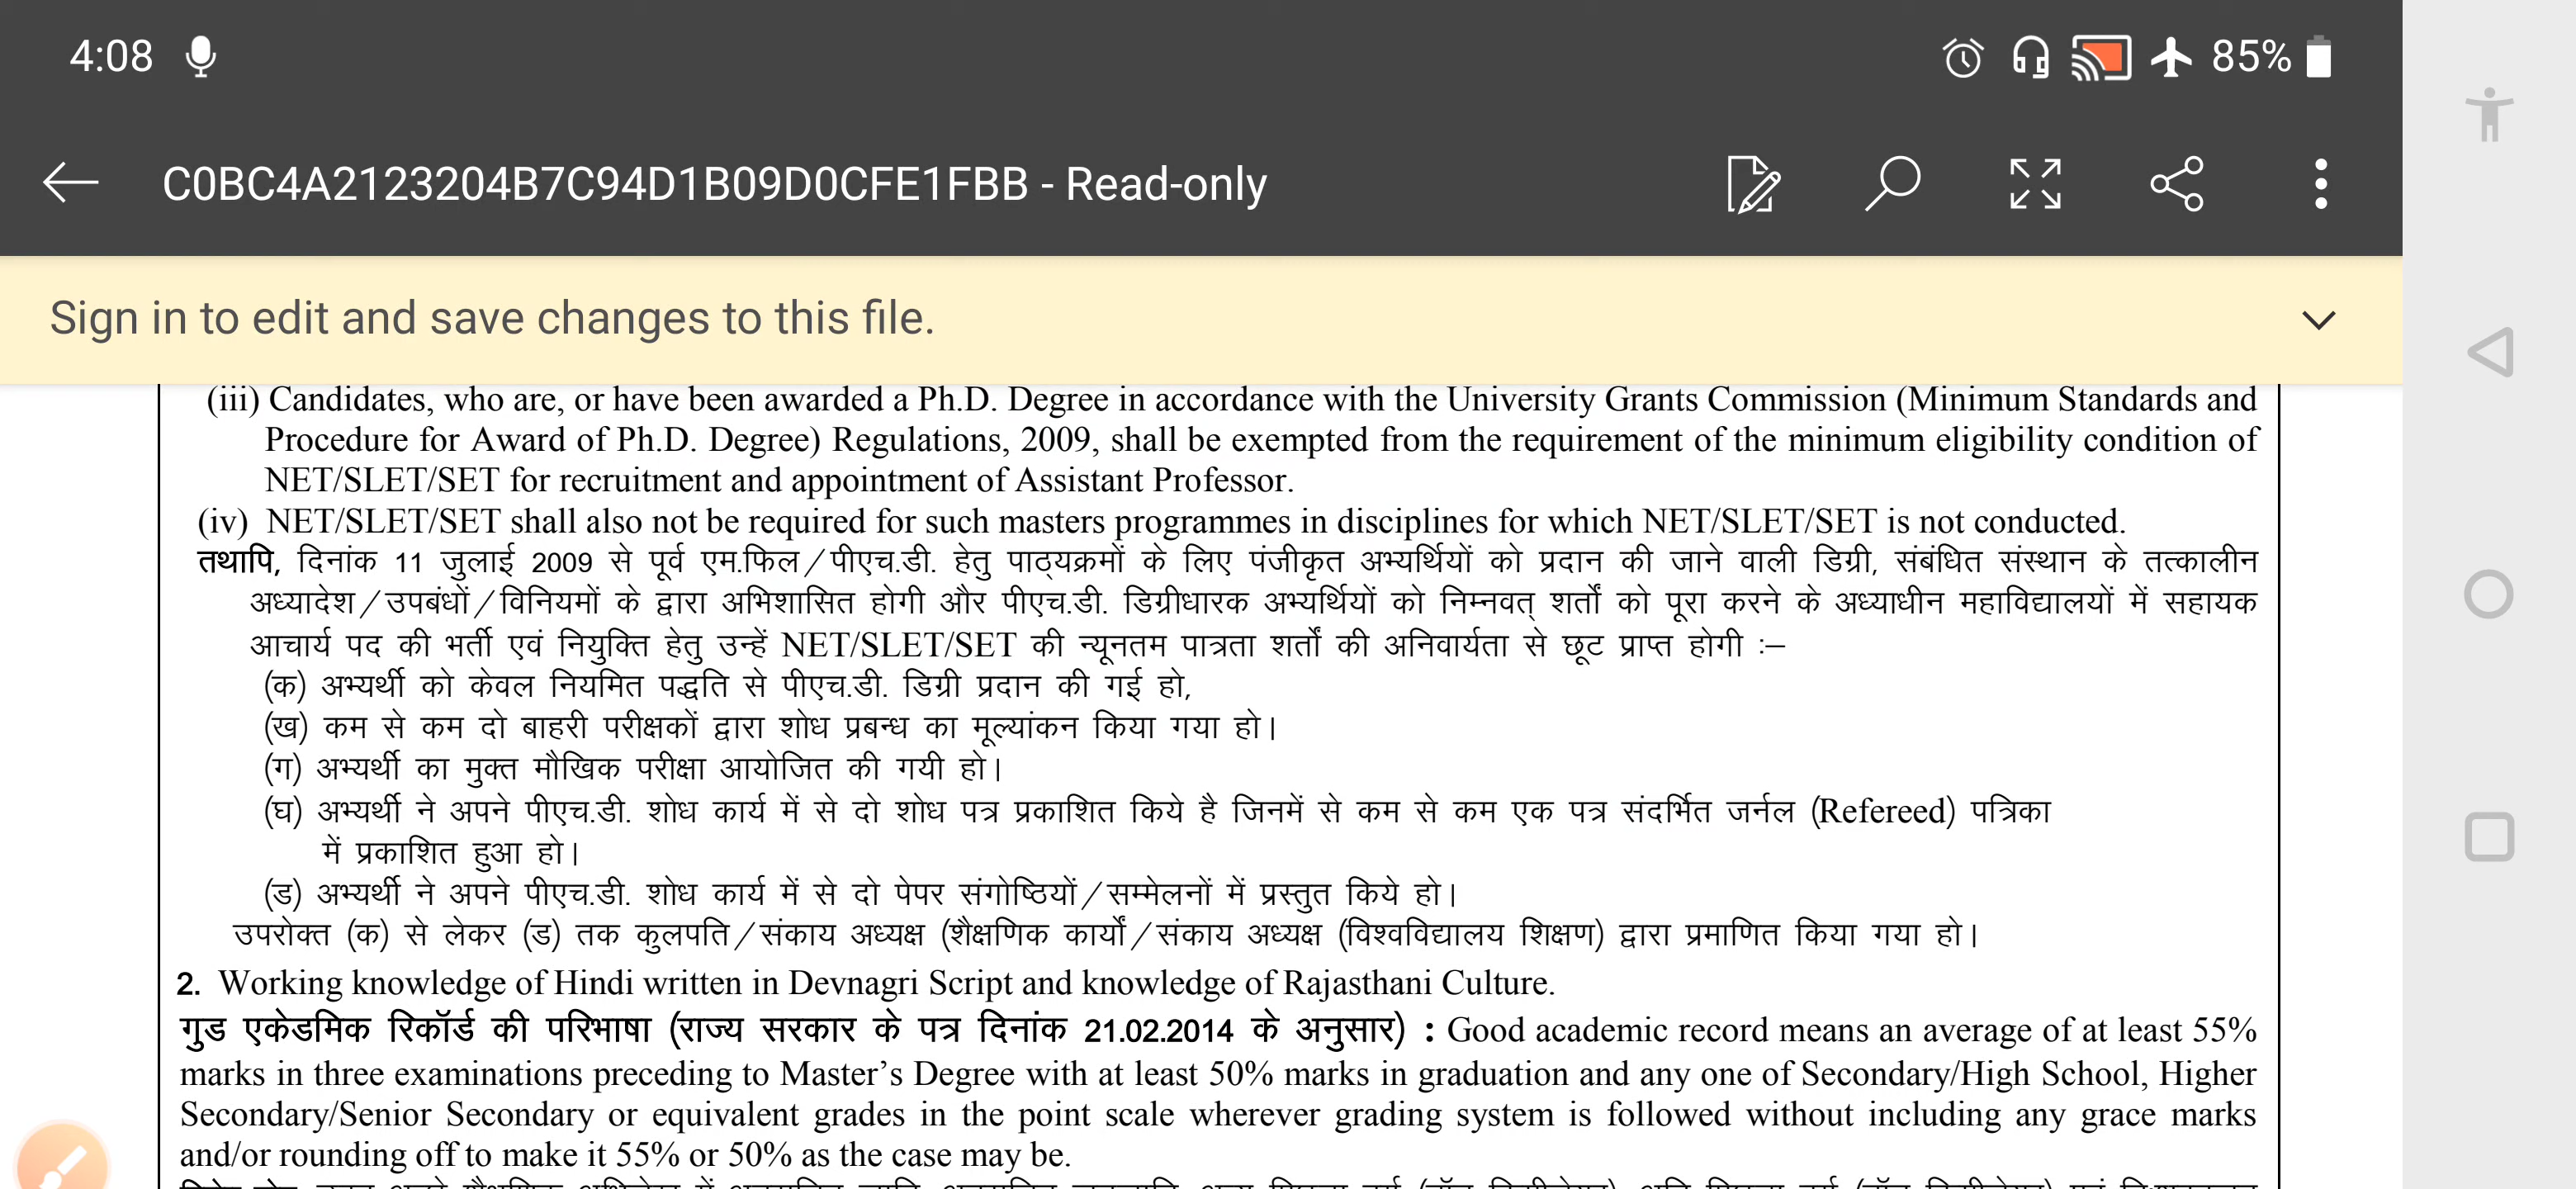 4:08
85%
C0BC4A2123204B7C94D1B09D0CFE1FBB - Read-only
Sign in to edit and save changes to this file.
(iii) Candidates, who are, or have been awarded a Ph.D. Degree in accordance with the University Grants Commission (Minimum Standards and
Procedure for Award of Ph.D. Degree) Regulations, 2009, shall be exempted from the requirement of the minimum eligibility condition of
NET/SLET/SET for recruitment and appointment of Assistant Professor.
(iv) NET/SLET/SET shall also not be required for such masters programmes in disciplines for which NET/SLET/SET is not conducted.
तथापि, दिनांक 11 जुलाई 2009 से पूर्व एम.फिल/पीएच.डी. हेतु पाठ्यक्रमों के लिए पंजीकृत अभ्यर्थियों को प्रदान की जाने वाली डिग्री, संबंधित संस्थान के तत्कालीन
अध्यादेश/उपबंधों/विनियमों के द्वारा अभिशासित होगी और पीएच.डी. डिग्रीधारक अभ्यर्थियों को निम्नवत् शर्तों को पूरा करने के अध्याधीन महाविद्यालयों में सहायक
आचार्य पद की भर्ती एवं नियुक्ति हेतु उन्हें NET/SLET/SET की न्यूनतम पात्रता शर्तों की अनिवार्यता से छूट प्राप्त होगी :–
(क) अभ्यर्थी को केवल नियमित पद्धति से पीएच.डी. डिग्री प्रदान की गई हो,
(ख) कम से कम दो बाहरी परीक्षकों द्वारा शोध प्रबन्ध का मूल्यांकन किया गया हो।
(ग) अभ्यर्थी का मुक्त मौखिक परीक्षा आयोजित की गयी हो।
(घ) अभ्यर्थी ने अपने पीएच.डी. शोध कार्य में से दो शोध पत्र प्रकाशित किये है जिनमें से कम से कम एक पत्र संदर्भित जर्नल (Refereed) पत्रिका
में प्रकाशित हुआ हो।
(ड) अभ्यर्थी ने अपने पीएच.डी. शोध कार्य में से दो पेपर संगोष्ठियों/सम्मेलनों में प्रस्तुत किये हो।
उपरोक्त (क) से लेकर (ड) तक कुलपति/संकाय अध्यक्ष (शैक्षणिक कार्यों/संकाय अध्यक्ष (विश्वविद्यालय शिक्षण) द्वारा प्रमाणित किया गया हो।
2. Working knowledge of Hindi written in Devnagri Script and knowledge of Rajasthani Culture.
गुड एकेडमिक रिकॉर्ड की परिभाषा (राज्य सरकार के पत्र दिनांक 21.02.2014 के अनुसार) : Good academic record means an average of at least 55%
marks in three examinations preceding to Master's Degree with at least 50% marks in graduation and any one of Secondary/High School, Higher
Secondary/Senior Secondary or equivalent grades in the point scale wherever grading system is followed without including any grace marks
and/or rounding off to make it 55% or 50% as the case may be.